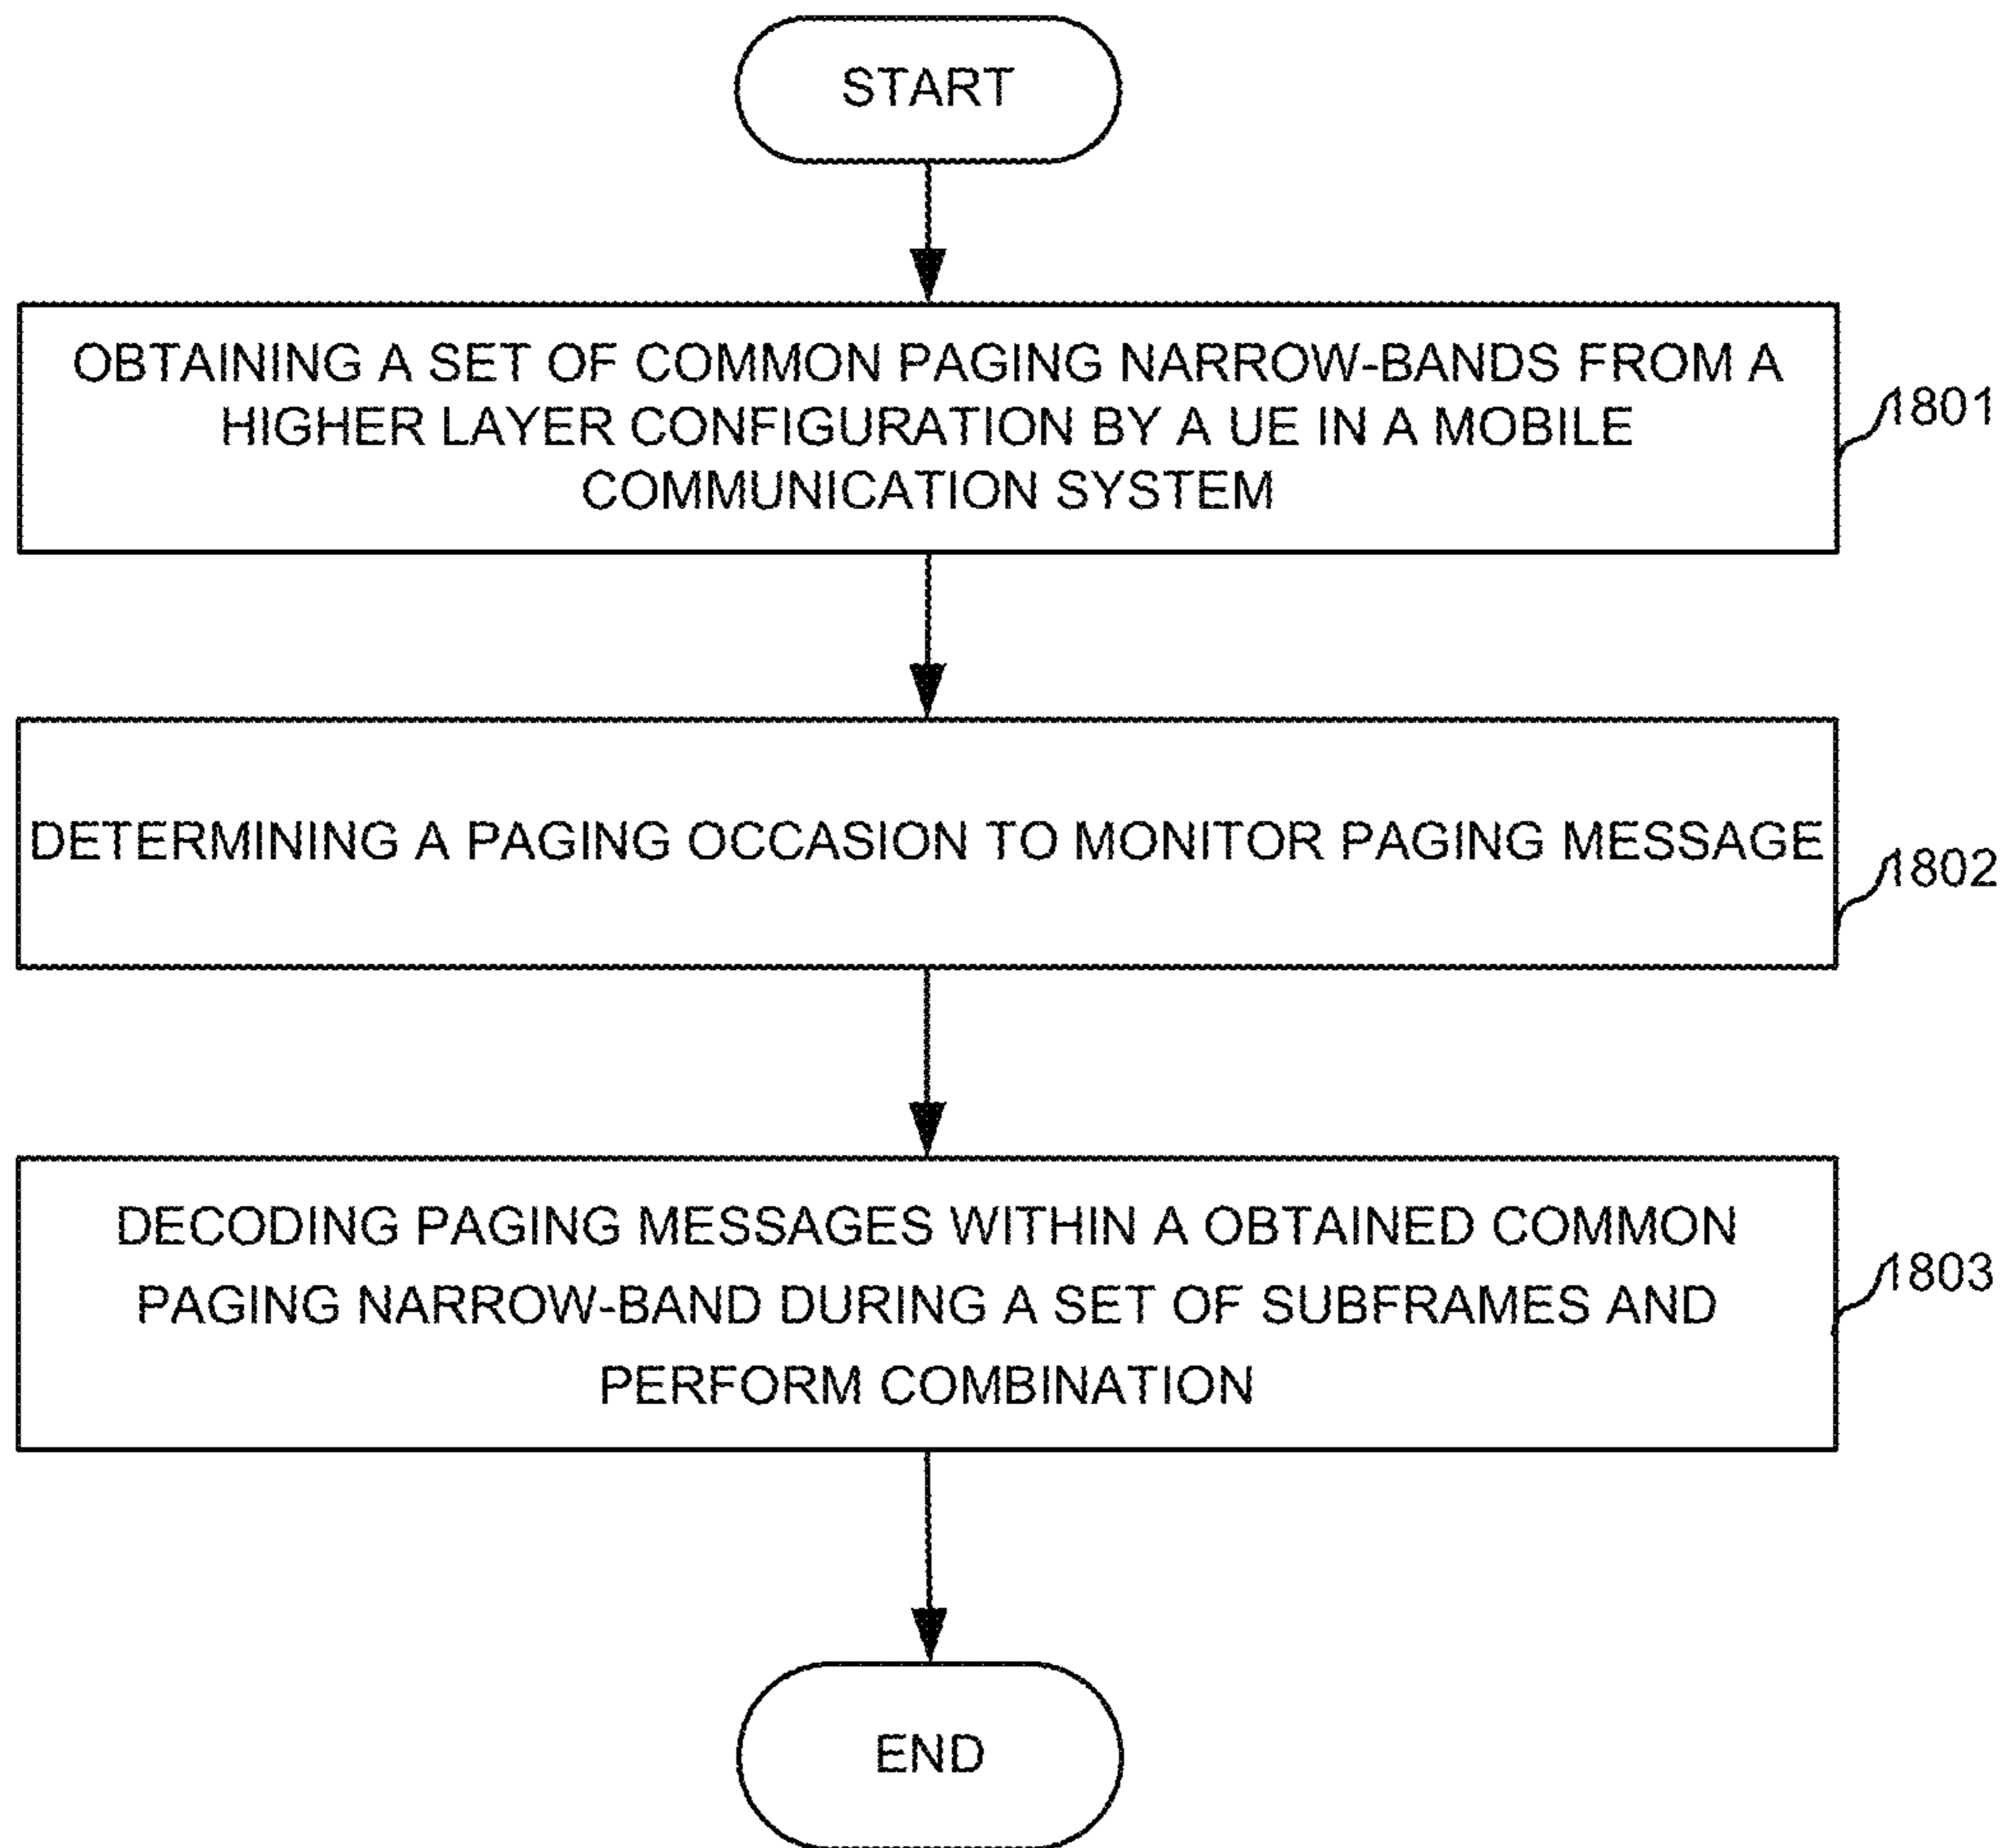 START
OBTAINING A SET OF COMMON PAGING NARROW-BANDS FROM A
HIGHER LAYER CONFIGURATION BY A UE IN A MOBILE
COMMUNICATION SYSTEM
1801
DETERMINING A PAGING OCCASION TO MONITOR PAGING MESSAGE
1802
DECODING PAGING MESSAGES WITHIN A OBTAINED COMMON
PAGING NARROW-BAND DURING A SET OF SUBFRAMES AND
PERFORM COMBINATION
1803
END